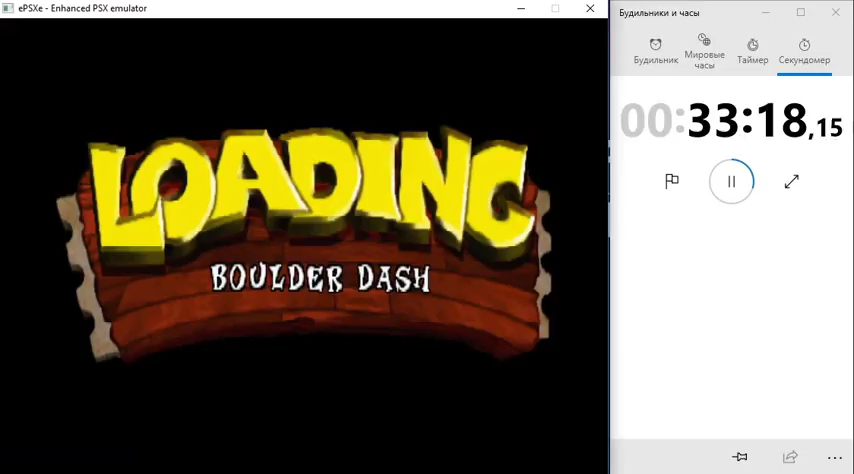 ePSXe - Enhanced PSX emulator
LOADING
BOULDER DASH
Будильники и часы
Будильник
Мировые
часы
Таймер
Секундомер
00:33:18,15